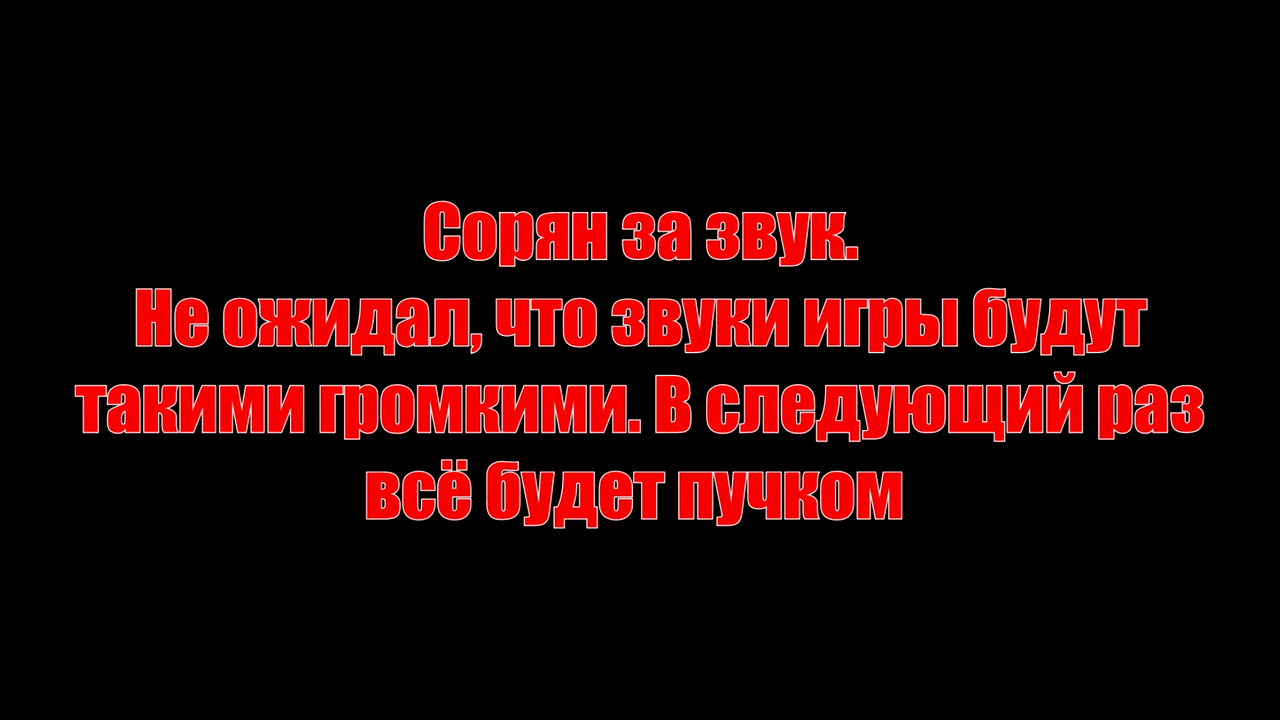 Сорян за звук.
Не ожидал, что звуки игры будут
такими громкими. В следующий раз
всё будет пучком